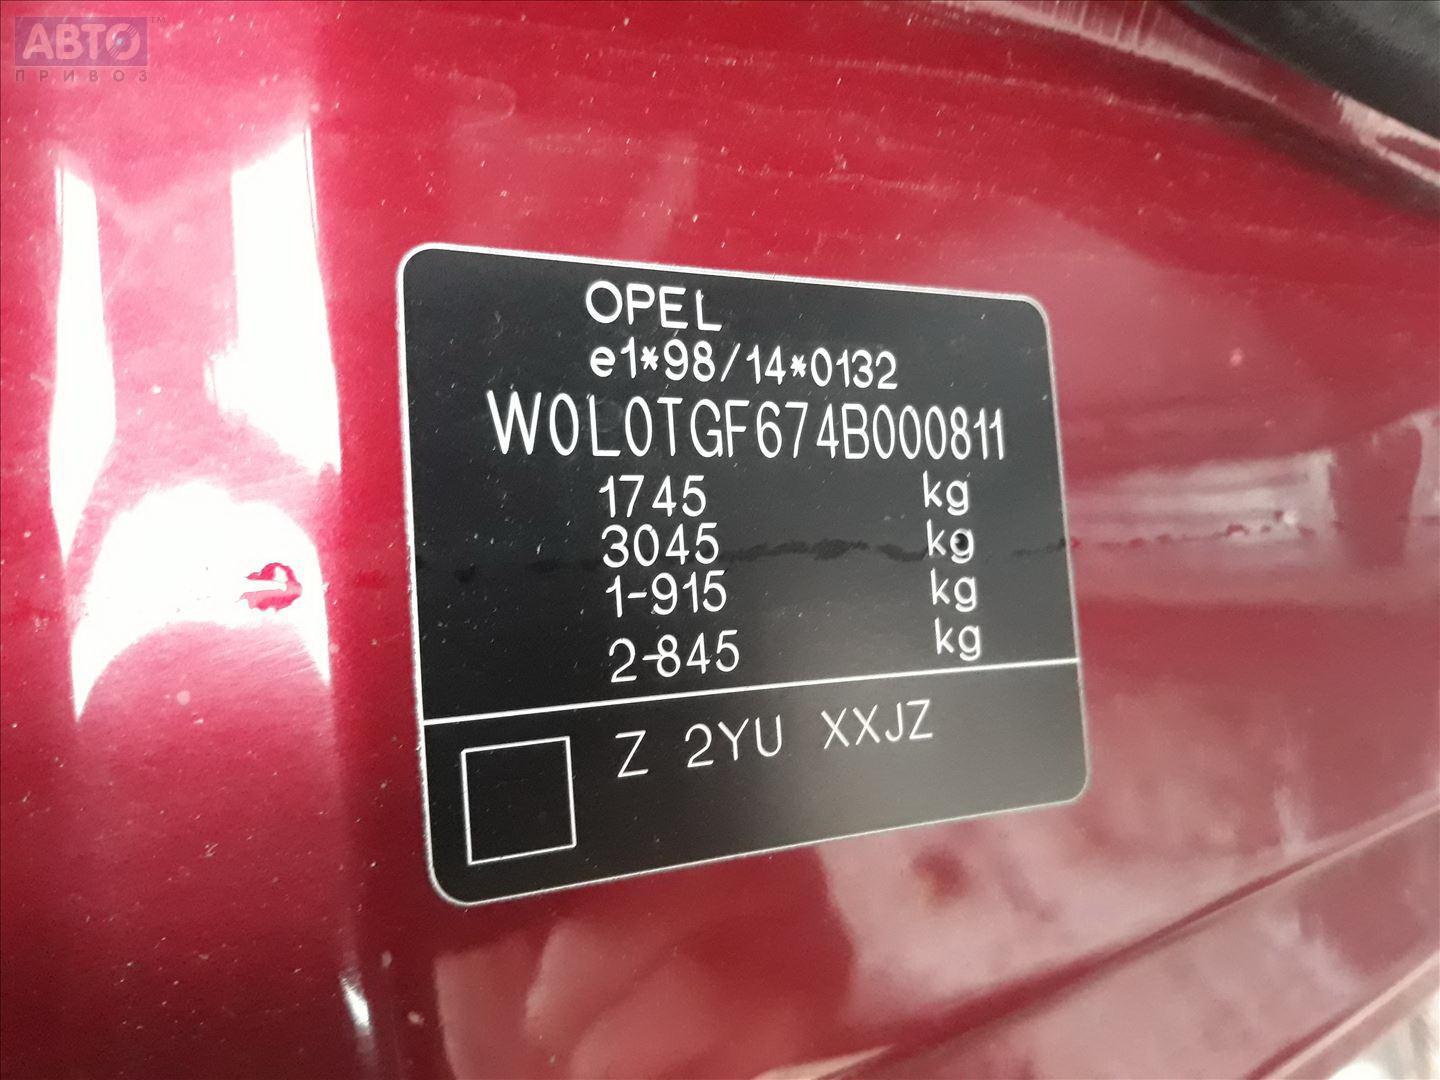 АВТО™
ПРИВОЗ
OPEL
e1*98/14*0132
W0L0TGF674B000811
1745 kg
3045 kg
1-915 kg
2-845 kg
Z 2YU XXJZ